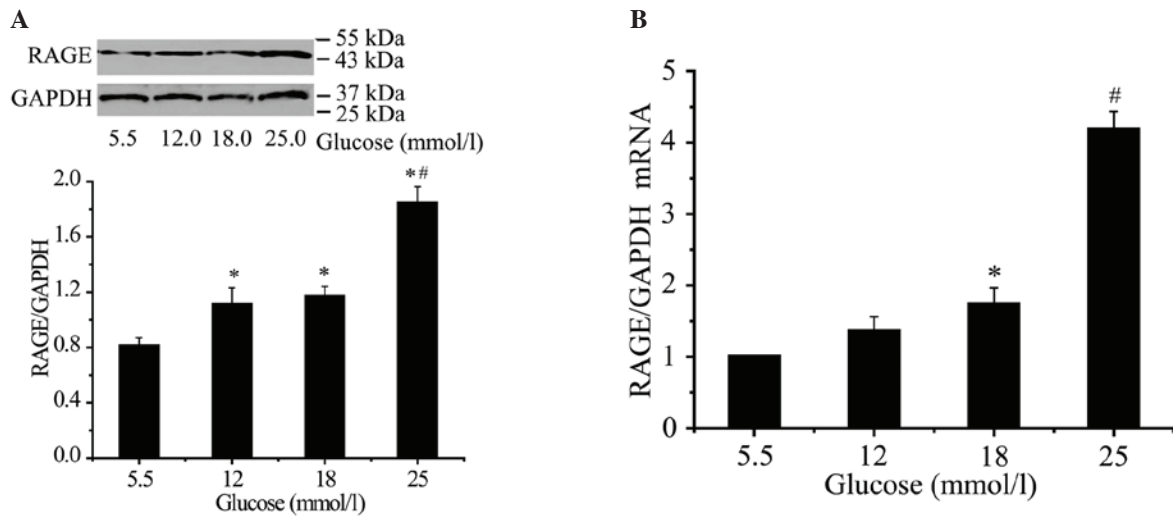 A
RAGE
55 kDa
43 kDa
GAPDH
37 kDa
25 kDa
5.5 12.0 18.0 25.0 Glucose (mmol/l)
RAGE/GAPDH
2.0
1.6
1.2
0.8
0.4
0.0
*
*
*#
5.5 12 18 25
Glucose (mmol/l)
B
RAGE/GAPDH mRNA
5
4
3
2
1
0
*
#
5.5 12 18 25
Glucose (mmol/l)